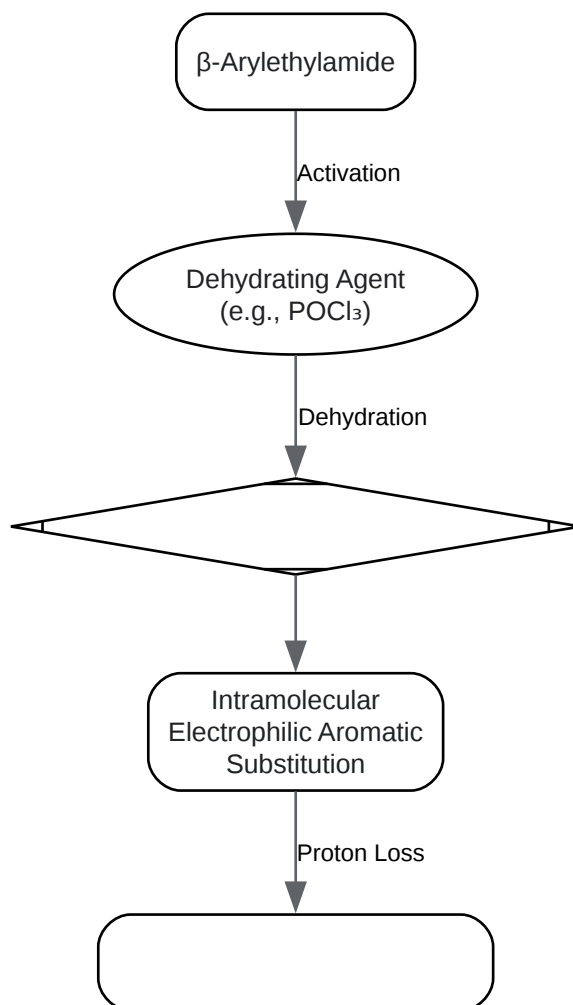 β-Arylethylamide
Activation
Dehydrating Agent
(e.g., POCl₃)
Dehydration
Intramolecular
Electrophilic Aromatic
Substitution
Proton Loss